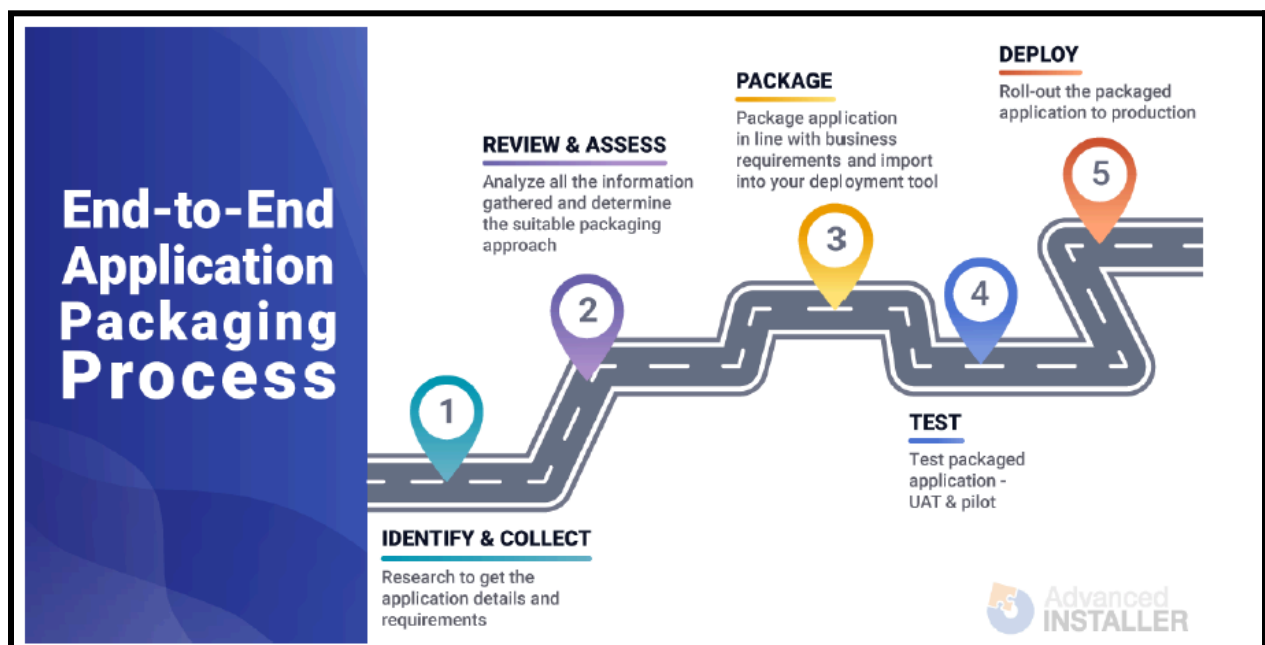 End-to-End
Application
Packaging
Process
1
IDENTIFY & COLLECT
Research to get the
application details and
requirements
2
REVIEW & ASSESS
Analyze all the information
gathered and determine
the suitable packaging
approach
3
PACKAGE
Package application
in line with business
requirements and import
into your deployment tool
4
TEST
Test packaged
application -
UAT & pilot
5
DEPLOY
Roll-out the packaged
application to production
Advanced
INSTALLER